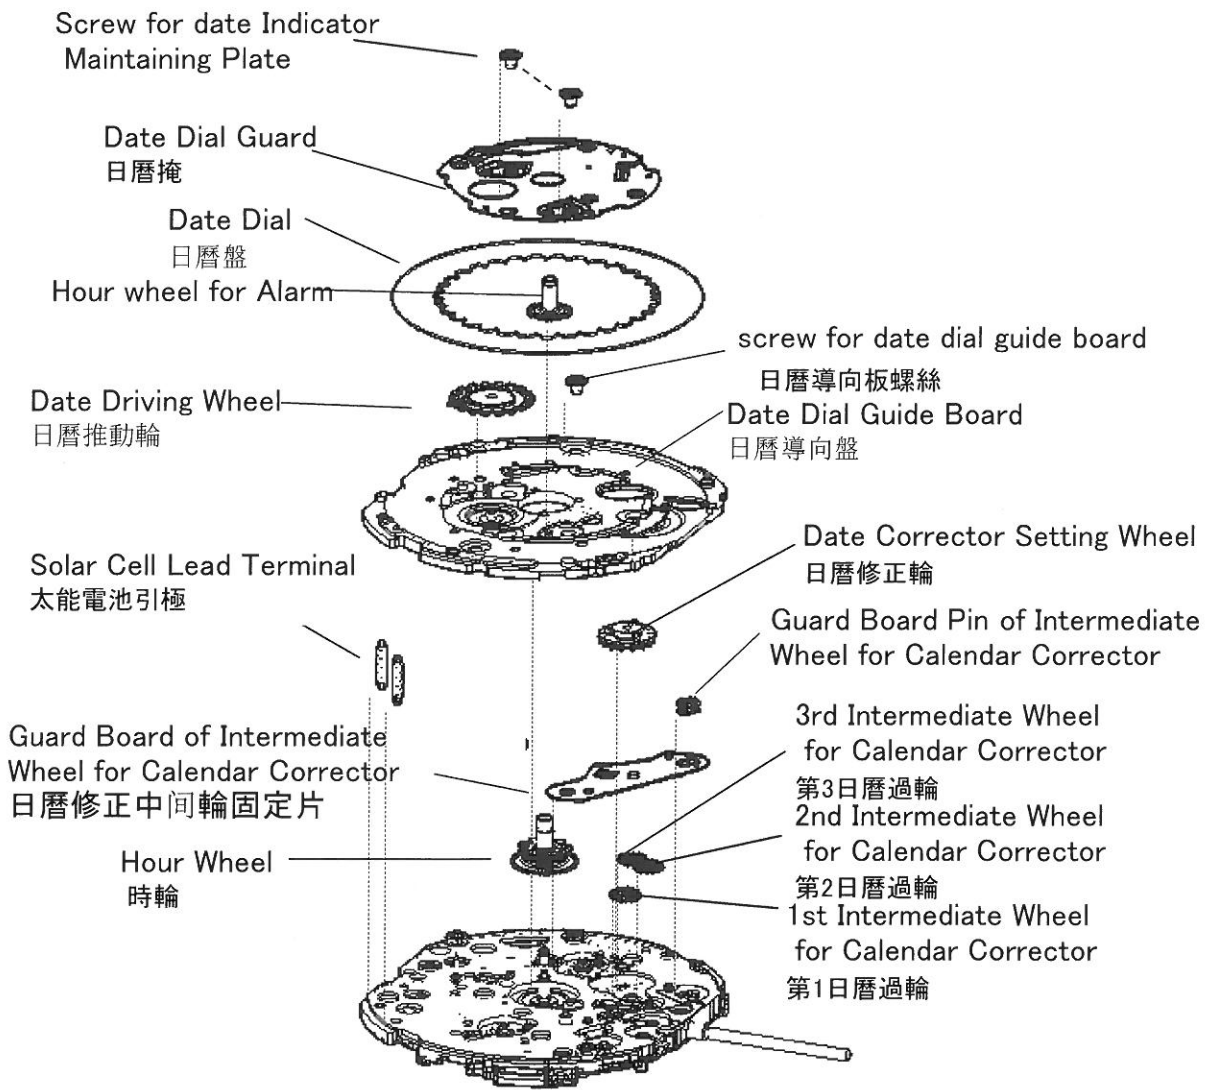 Screw for date Indicator
Maintaining Plate
Date Dial Guard
日曆掩
Date Dial
日曆盤
Hour wheel for Alarm
screw for date dial guide board
日曆導向板螺絲
Date Driving Wheel
日曆推動輪
Date Dial Guide Board
日曆導向盤
Solar Cell Lead Terminal
太能電池引極
Date Corrector Setting Wheel
日曆修正輪
Guard Board Pin of Intermediate
Wheel for Calendar Corrector
Guard Board of Intermediate
Wheel for Calendar Corrector
日曆修正中间輪固定片
3rd Intermediate Wheel
for Calendar Corrector
第3日曆過輪
2nd Intermediate Wheel
for Calendar Corrector
第2日曆過輪
Hour Wheel
時輪
1st Intermediate Wheel
for Calendar Corrector
第1日曆過輪